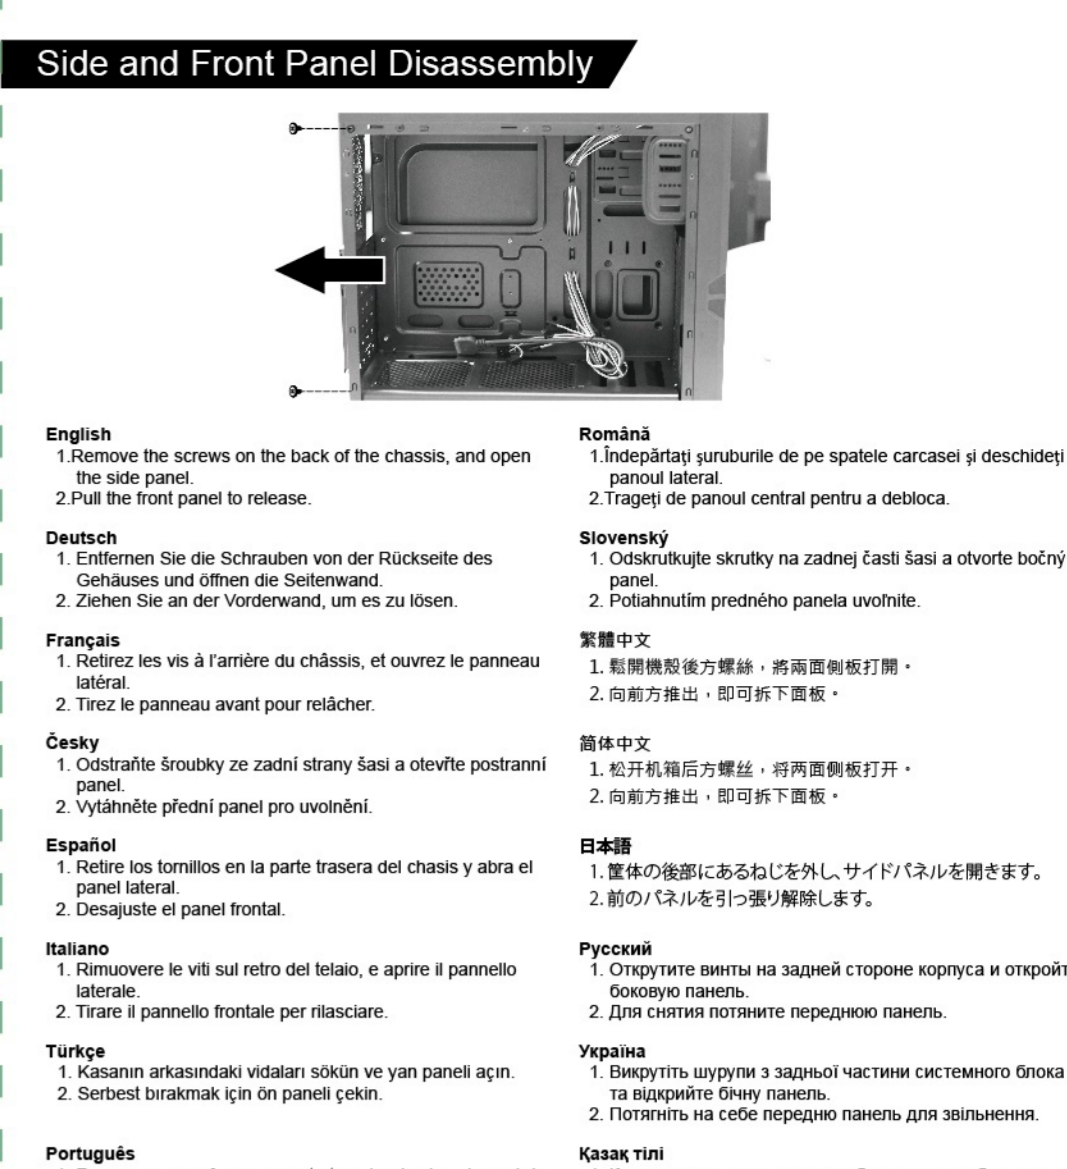 Side and Front Panel Disassembly
English
1.Remove the screws on the back of the chassis, and open
the side panel.
2.Pull the front panel to release.
Deutsch
1. Entfernen Sie die Schrauben von der Rückseite des
Gehäuses und öffnen die Seitenwand.
2. Ziehen Sie an der Vorderwand, um es zu lösen.
Français
1. Retirez les vis à l'arrière du châssis, et ouvrez le panneau
latéral.
2. Tirez le panneau avant pour relâcher.
Česky
1. Odstraňte šroubky ze zadní strany šasi a otevřte postranní
panel.
2. Vytáhněte přední panel pro uvolnění.
Español
1. Retire los tornillos en la parte trasera del chasis y abra el
panel lateral.
2. Desajuste el panel frontal.
Italiano
1. Rimuovere le viti sul retro del telaio, e aprire il pannello
laterale.
2. Tirare il pannello frontale per rilasciare.
Türkçe
1. Kasanın arkasındaki vidaları sökün ve yan paneli açın.
2. Serbest bırakmak için ön paneli çekin.
Português
Română
1.Îndepărtaţi şuruburile de pe spatele carcasei şi deschideţi
panoul lateral.
2.Trageţi de panoul central pentru a debloca.
Slovenský
1. Odskrutkujte skrutky na zadnej časti šasi a otvorte bočný
panel.
2. Potiahnutím predného panela uvoľnite.
繁體中文
1. 鬆開機殼後方螺絲，將兩面側板打開。
2. 向前方推出，即可拆下面板。
简体中文
1. 松开机箱后方螺丝，将两面侧板打开。
2. 向前方推出，即可拆下面板。
日本語
1. 筐体の後部にあるねじを外し、サイドパネルを開きます。
2. 前のパネルを引っ張り解除します。
Русский
1. Открутите винты на задней стороне корпуса и откройт
боковую панель.
2. Для снятия потяните переднюю панель.
Україна
1. Викрутіть шурупи з задньої частини системного блока
та відкрийте бічну панель.
2. Потягніть на себе передню панель для звільнення.
Қазақ тілі